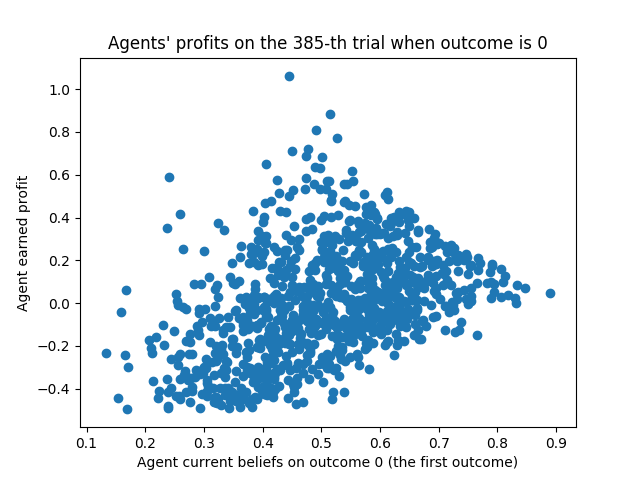 Agents' profits on the 385-th trial when outcome is 0
Agent earned profit
1.0
0.8
0.6
0.4
0.2
0.0
−0.2
−0.4
0.1 0.2 0.3 0.4 0.5 0.6 0.7 0.8 0.9
Agent current beliefs on outcome 0 (the first outcome)